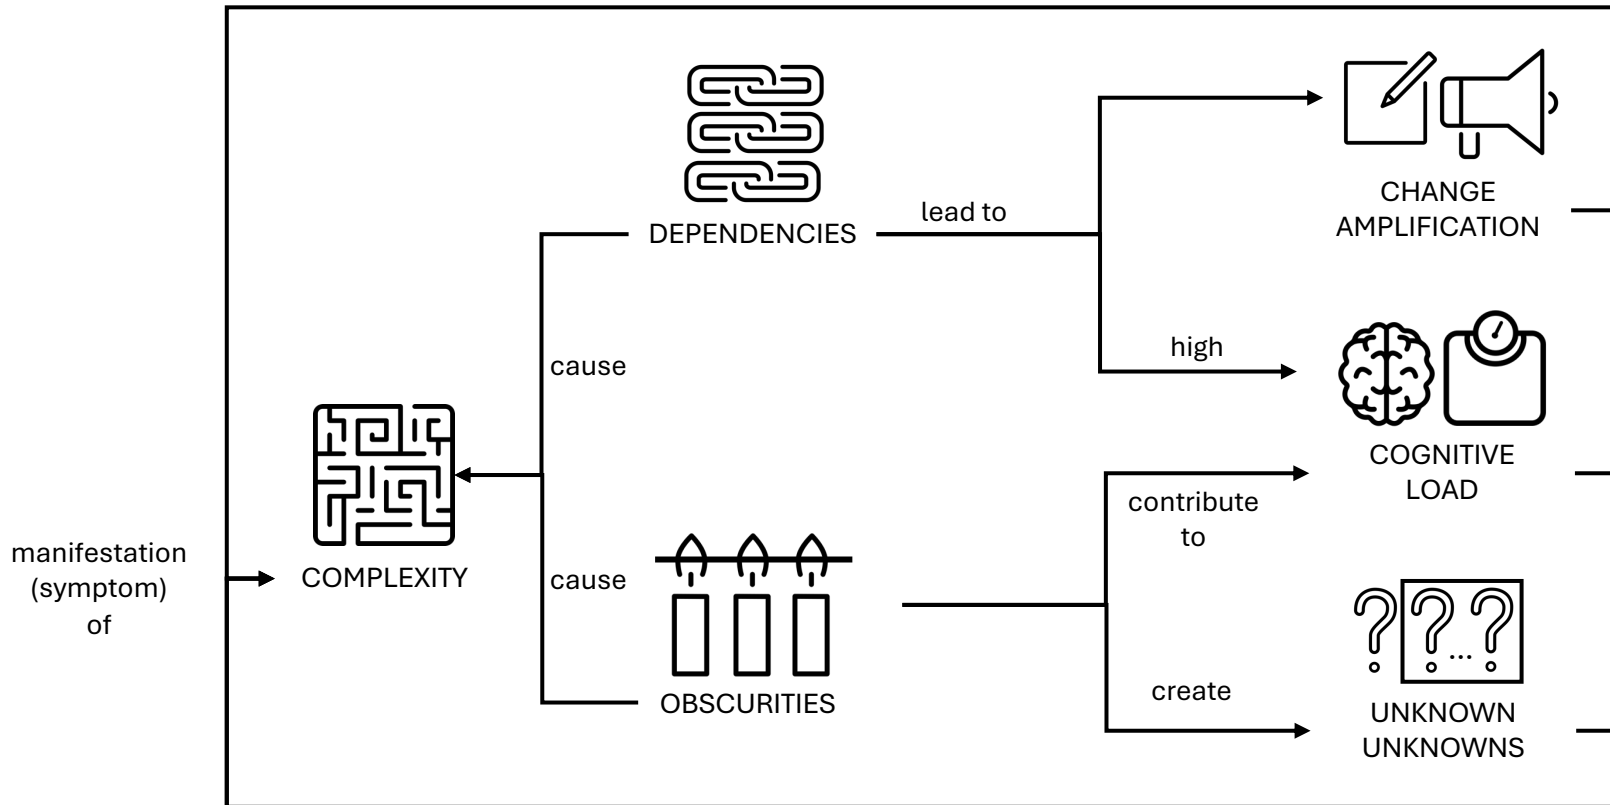 manifestation
(symptom)
of
COMPLEXITY
cause
cause
DEPENDENCIES
OBSCURITIES
lead to
high
contribute
to
create
CHANGE
AMPLIFICATION
COGNITIVE
LOAD
? ? ... ?
UNKNOWN
UNKNOWNS